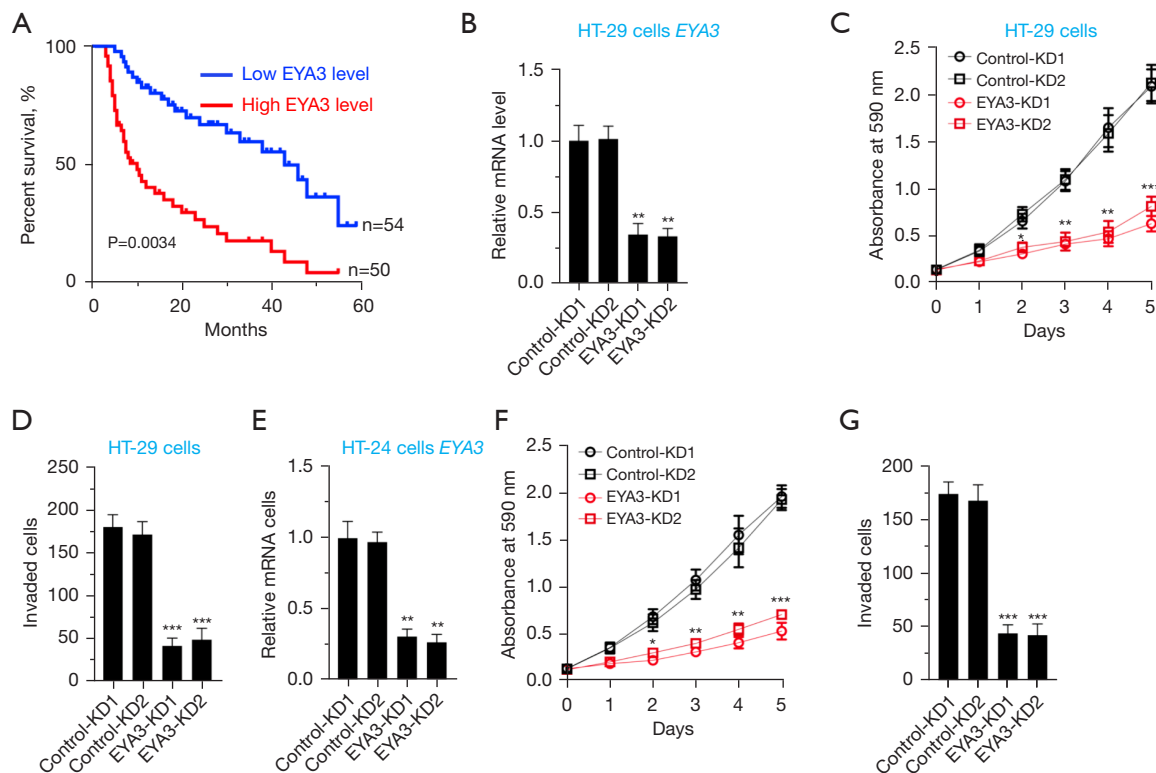 A
Percent survival, %
100
50
0
Low EYA3 level
High EYA3 level
P=0.0034
n=54
n=50
0 20 40 60
Months
B
HT-29 cells EYA3
Relative mRNA level
1.5
1.0
0.5
0.0
** **
Control-KD1
Control-KD2
EYA3-KD1
EYA3-KD2
C
HT-29 cells
Absorbance at 590 nm
2.5
2.0
1.5
1.0
0.5
0.0
Control-KD1
Control-KD2
EYA3-KD1
EYA3-KD2
* ** ** ***
0 1 2 3 4 5
Days
D
HT-29 cells
Invaded cells
250
200
150
100
50
0
*** ***
Control-KD1
Control-KD2
EYA3-KD1
EYA3-KD2
E
HT-24 cells EYA3
Relative mRNA cells
1.5
1.0
0.5
0.0
** **
Control-KD1
Control-KD2
EYA3-KD1
EYA3-KD2
F
Absorbance at 590 nm
2.5
2.0
1.5
1.0
0.5
0.0
Control-KD1
Control-KD2
EYA3-KD1
EYA3-KD2
* ** ** ***
0 1 2 3 4 5
Days
G
Invaded cells
200
150
100
50
0
*** ***
Control-KD1
Control-KD2
EYA3-KD1
EYA3-KD2